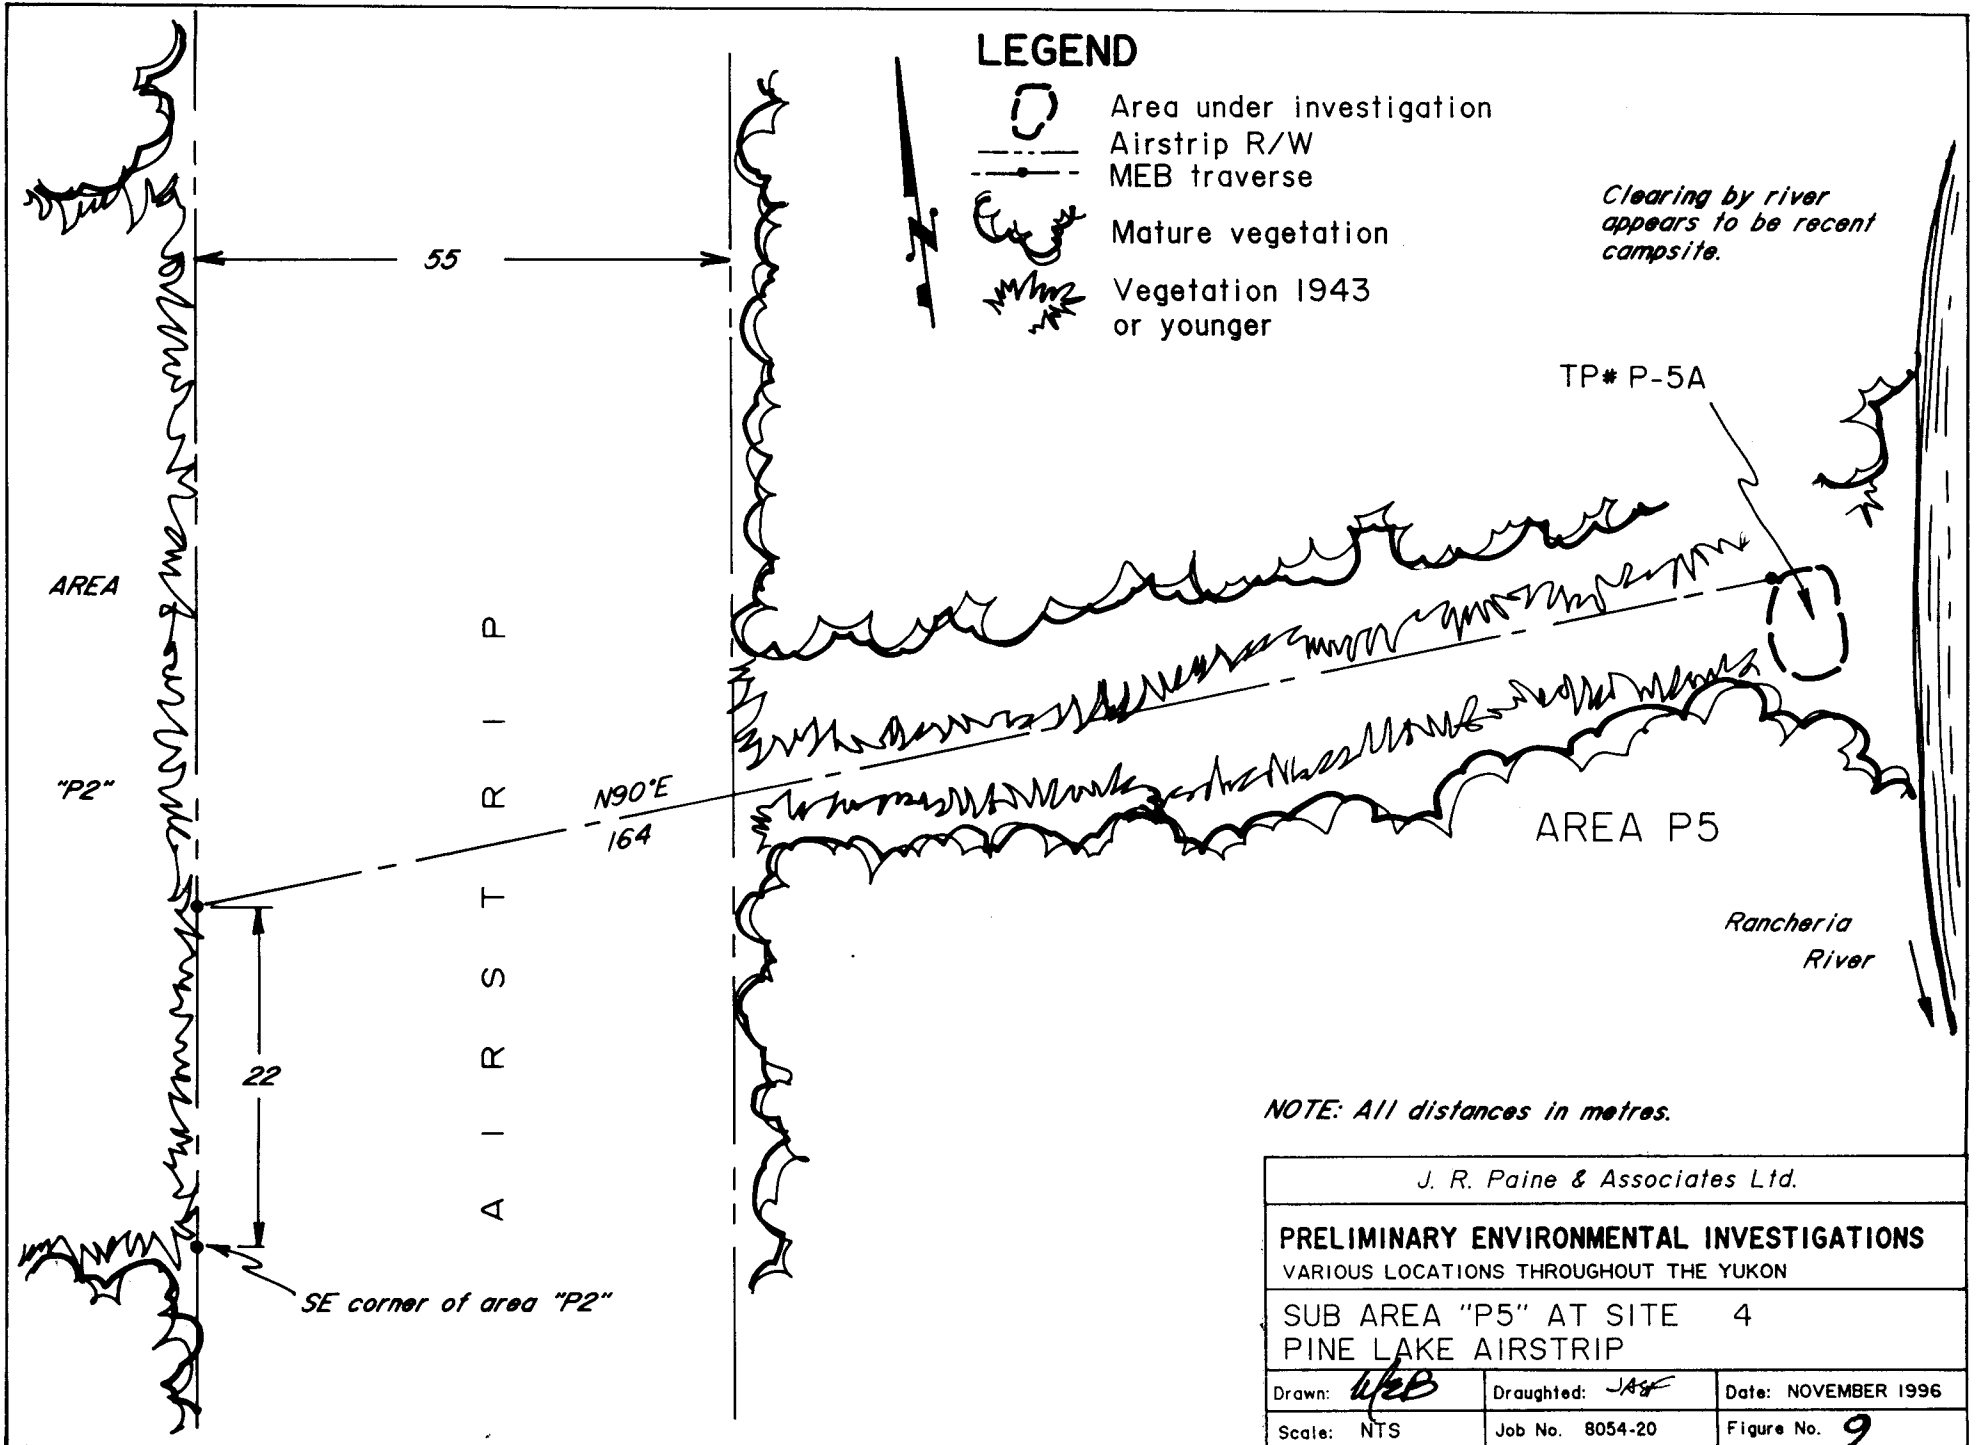 LEGEND
Area under investigation
Airstrip R/W
MEB traverse
Mature vegetation
Vegetation 1943
or younger
Clearing by river
appears to be recent
campsite.
55
TP# P-5A
AREA
"P2"
AIRSTRIP
N90°E
164
AREA P5
Rancheria
River
22
SE corner of area "P2"
NOTE: All distances in metres.
J. R. Paine & Associates Ltd.
PRELIMINARY ENVIRONMENTAL INVESTIGATIONS
VARIOUS LOCATIONS THROUGHOUT THE YUKON
SUB AREA "P5" AT SITE 4
PINE LAKE AIRSTRIP
Drawn: MEB
Draughted:
Date: NOVEMBER 1996
Scale: NTS
Job No. 8054-20
Figure No. 9